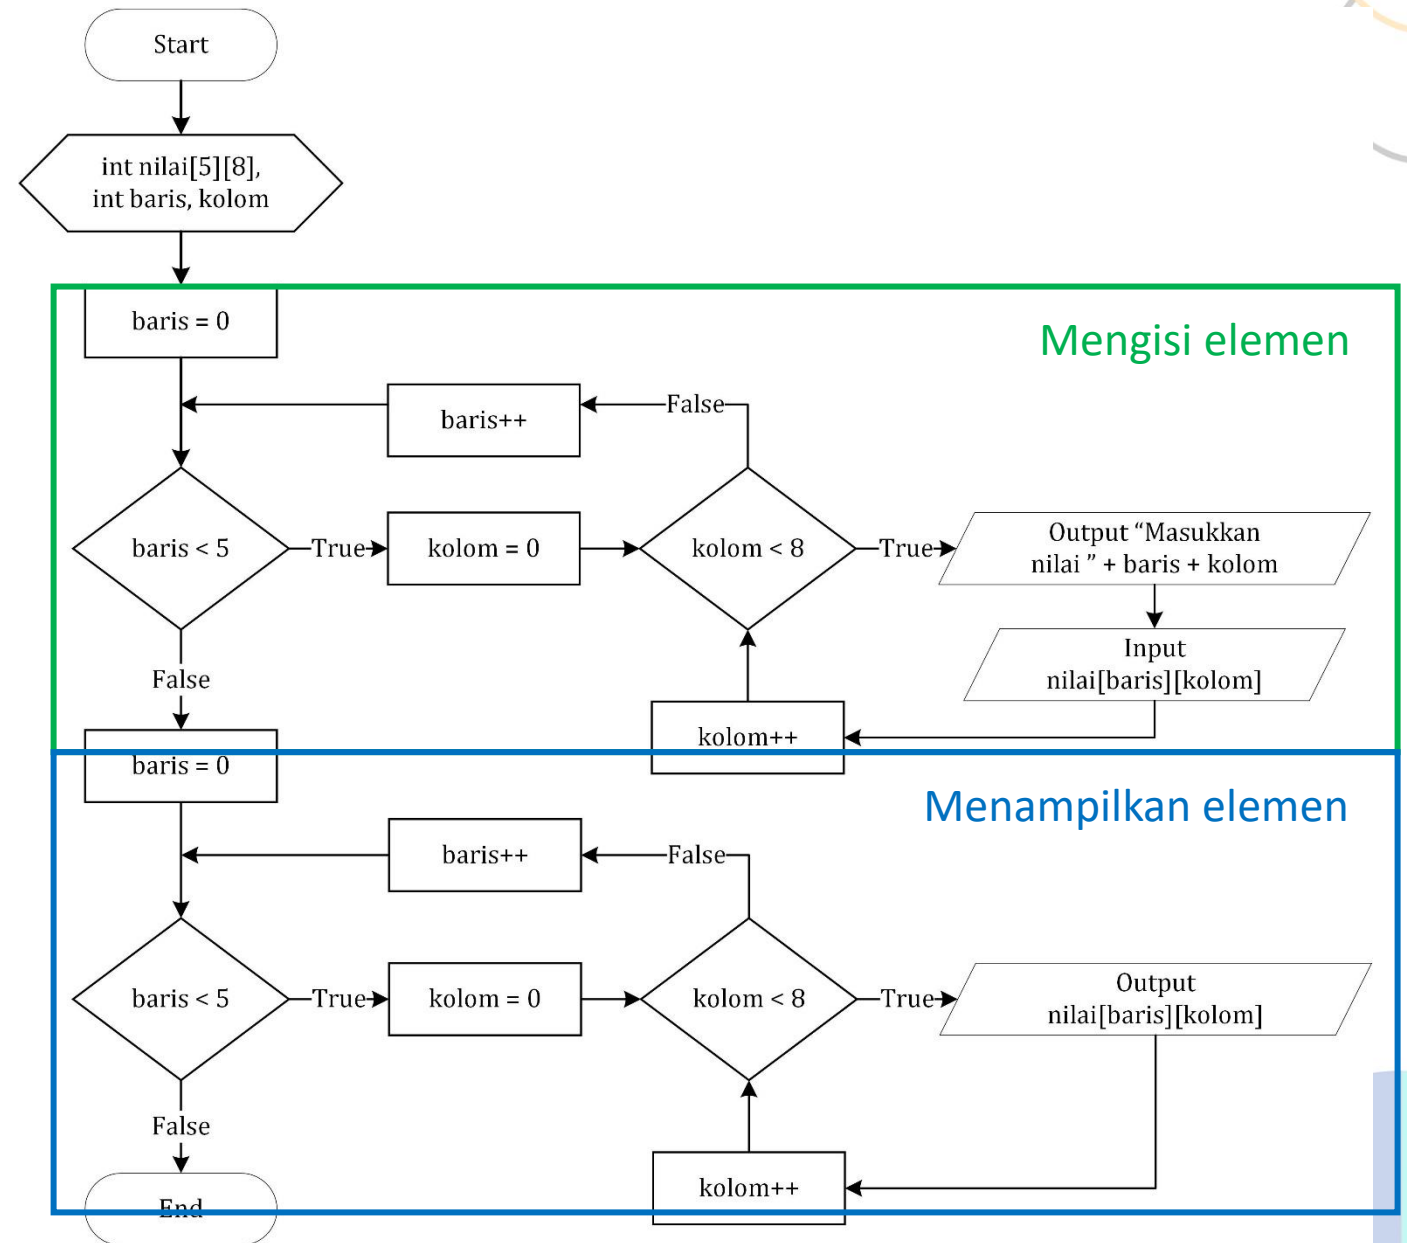 Start
int nilai[5][8],
int baris, kolom
baris = 0
Mengisi elemen
baris++
False
baris < 5
True
kolom = 0
kolom < 8
True
Output “Masukkan
nilai ” + baris + kolom
Input
nilai[baris][kolom]
False
kolom++
baris = 0
Menampilkan elemen
baris++
False
baris < 5
True
kolom = 0
kolom < 8
True
Output
nilai[baris][kolom]
False
kolom++
End